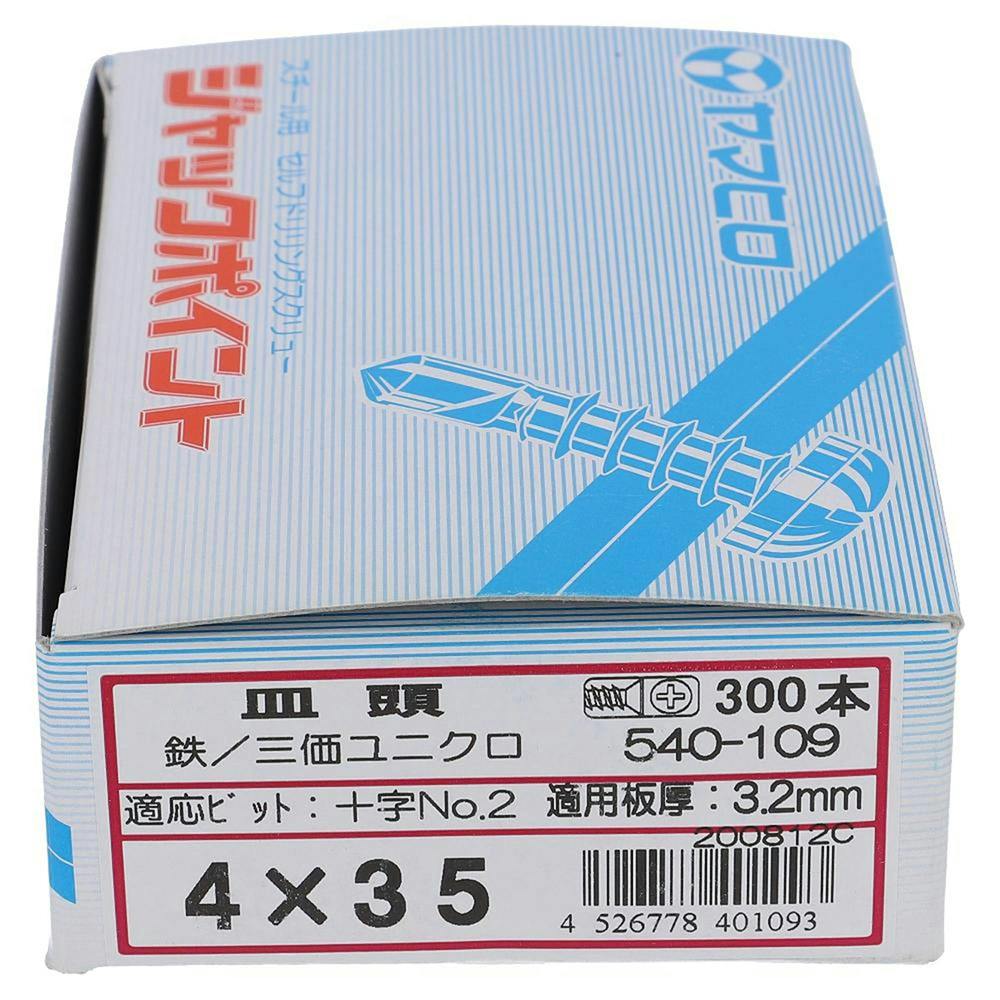 ヤマヒロ
スチール用 セルフドリリングスクリュー
ジャックポイント
皿頭
300本
鉄/三価ユニクロ
540-109
適応ビット:十字No.2
適用板厚:3.2mm
200812C
4×35
4 526778 401093